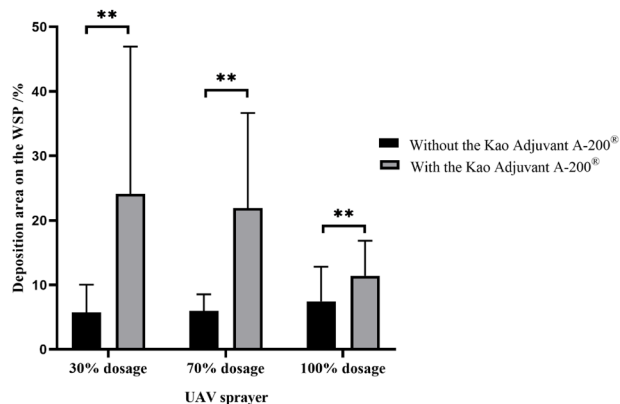 50
40
30
20
10
0
Deposition area on the WSP /%
**
**
**
30% dosage
70% dosage
100% dosage
UAV sprayer
Without the Kao Adjuvant A-200®
With the Kao Adjuvant A-200®